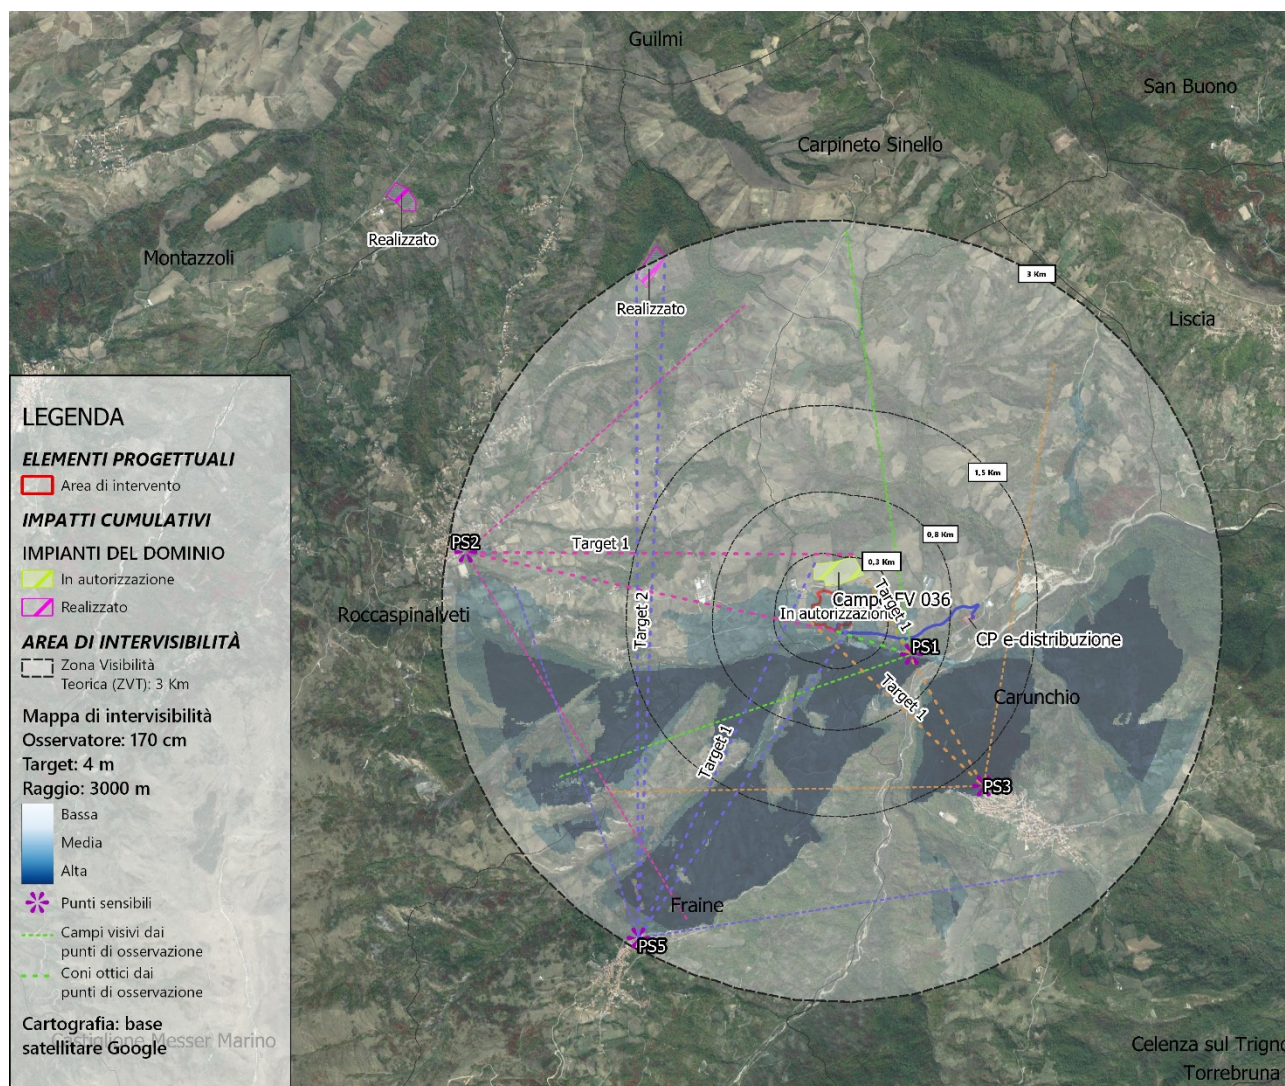 Guilmi
San Buono
Carpineto Sinello
Realizzato
Montazzoli
3 Km
Realizzato
Liscia
LEGENDA
ELEMENTI PROGETTUALI
Area di intervento
IMPATTI CUMULATIVI
IMPIANTI DEL DOMINIO
In autorizzazione
Realizzato
AREA DI INTERVISIBILITÀ
Zona Visibilità
Teorica (ZVT): 3 Km
Mappa di intervisibilità
Osservatore: 170 cm
Target: 4 m
Raggio: 3000 m
Bassa
Media
Alta
Punti sensibili
Campi visivi dai
punti di osservazione
Coni ottici dai
punti di osservazione
Cartografia: base
satellitare Google
Castiglione Messer Marino
1,5 Km
0,8 Km
0,3 Km
PS2
Target 1
Roccaspinalveti
Target 2
Target 1
In autorizzazione
FV 036
CP e-distribuzione
PS1
Carunchio
Target 1
Target 1
PS3
Fraine
PS5
Celenza sul Trigno
Torrebruna